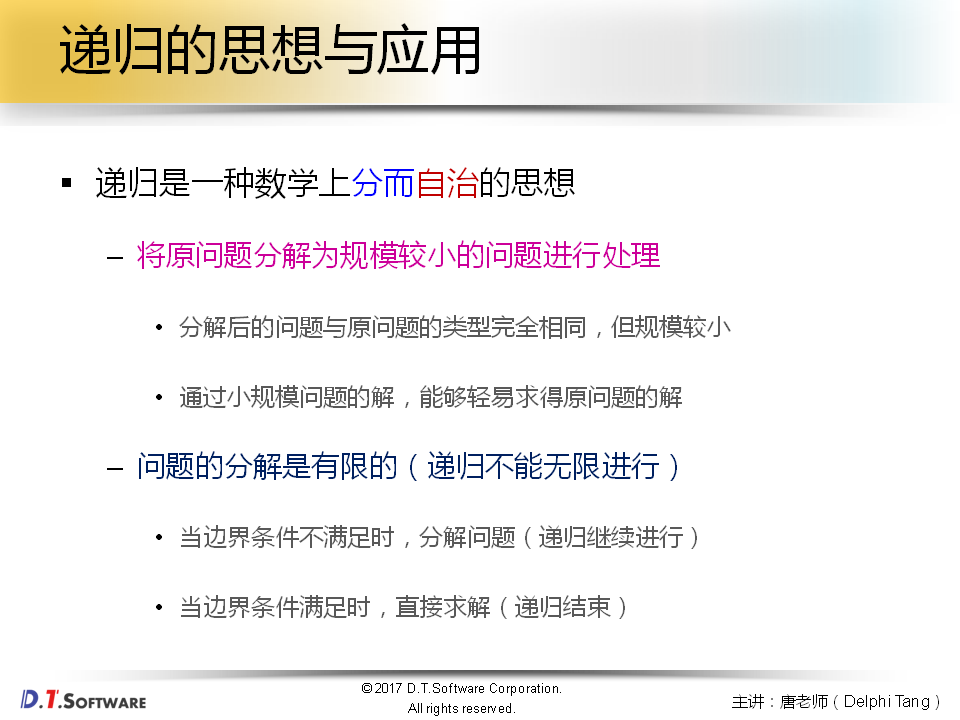 递归的思想与应用
▪ 递归是一种数学上分而自治的思想
– 将原问题分解为规模较小的问题进行处理
• 分解后的问题与原问题的类型完全相同，但规模较小
• 通过小规模问题的解，能够轻易求得原问题的解
– 问题的分解是有限的（递归不能无限进行）
• 当边界条件不满足时，分解问题（递归继续进行）
• 当边界条件满足时，直接求解（递归结束）
D.T.SOFTWARE
©2017 D.T.Software Corporation.
All rights reserved.
主讲：唐老师（Delphi Tang）